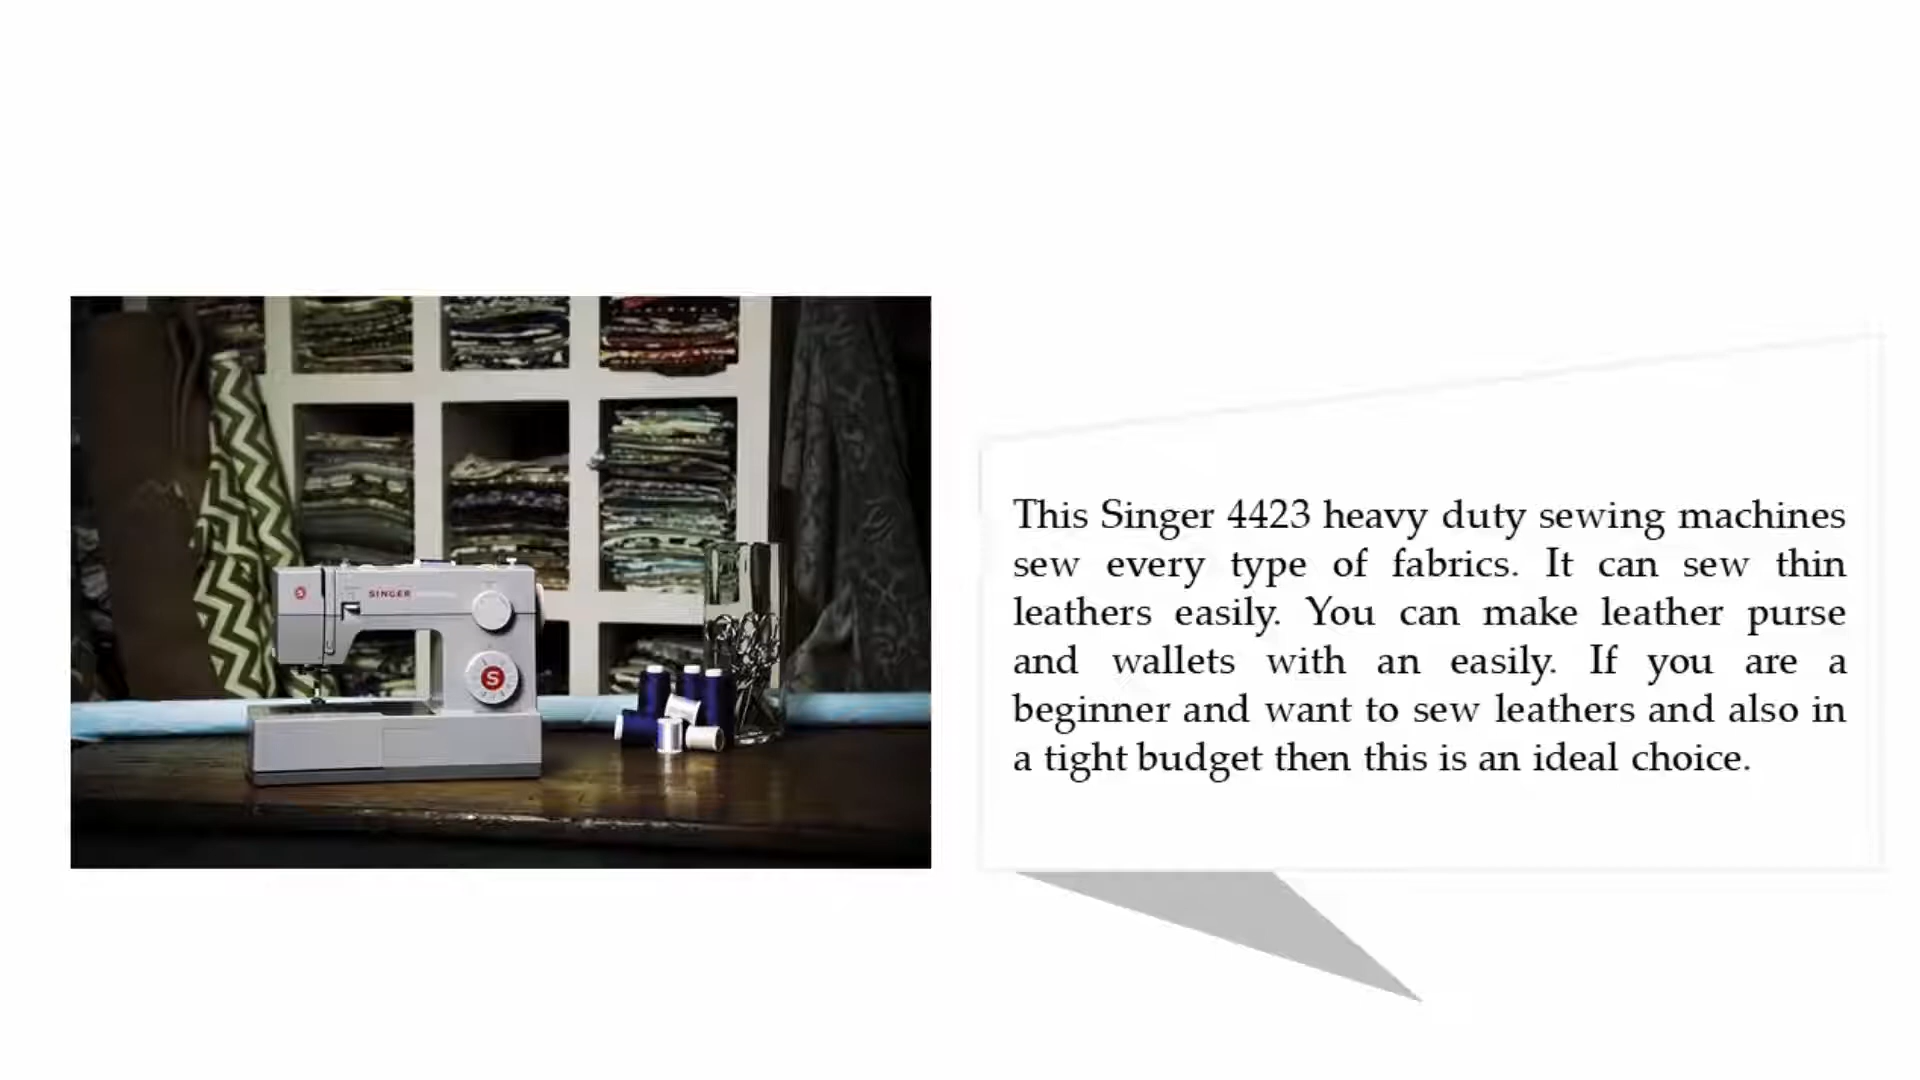 This Singer 4423 heavy duty sewing machines
sew every type of fabrics. It can sew thin
leathers easily. You can make leather purse
and wallets with an easily. If you are a
beginner and want to sew leathers and also in
a tight budget then this is an ideal choice.
SINGER
S